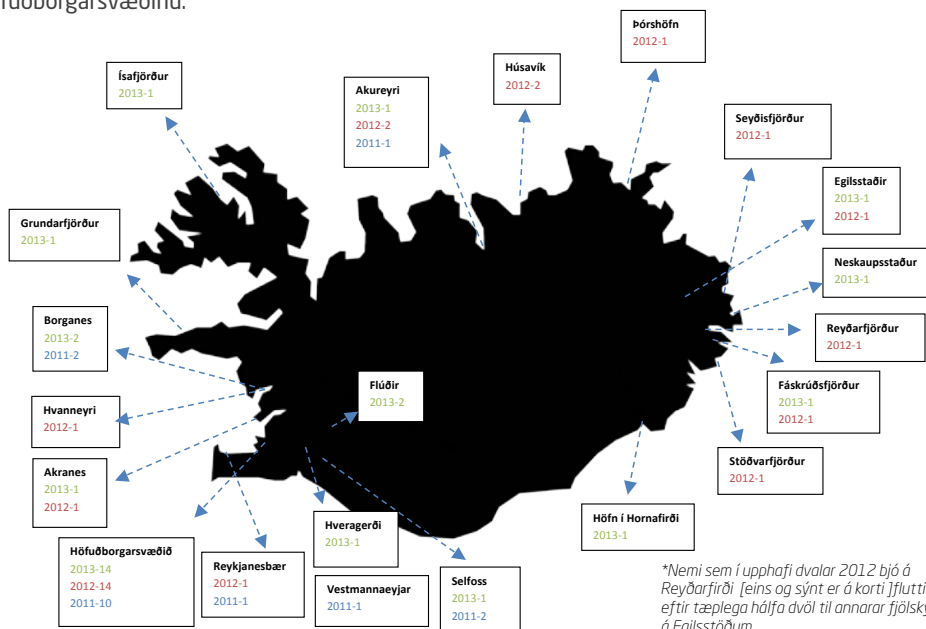 Þórshöfn
2012-1
Húsavík
2012-2
Ísafjörður
2013-1
Akureyri
2013-1
2012-2
2011-1
Seyðisfjörður
2012-1
Egilsstaðir
2013-1
2012-1
Grundarfjörður
2013-1
Neskaupsstaður
2013-1
Borganes
2013-2
2011-2
Reyðarfjörður
2012-1
Flúðir
2013-2
Fáskrúðsfjörður
2013-1
2012-1
Hvanneyri
2012-1
Stöðvarfjörður
2012-1
Akranes
2013-1
2012-1
Höfn í Hornafirði
2013-1
Hveragerði
2013-1
Höfuðborgarsvæðið
2013-14
2012-14
2011-10
Reykjanesbær
2012-1
2011-1
Vestmannaeyjar
2011-1
Selfoss
2013-1
2011-2
*Nemi sem í upphafi dvalar 2012 bjó á
Reyðarfirði [eins og sýnt er á korti ]flutti
eftir tæplega hálfa dvöl til annarar
á Egilsstöðum